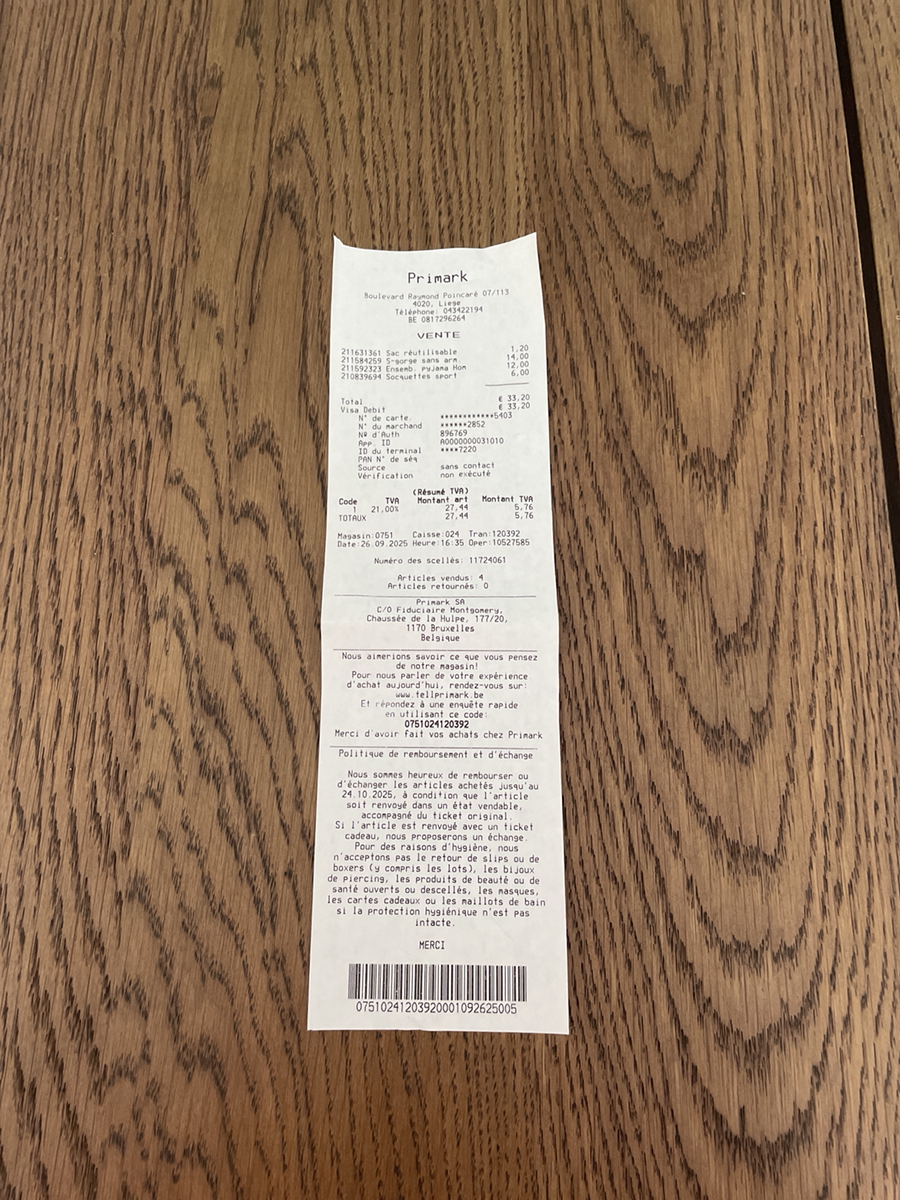 Primark
Boulevard Raymond Poincaré 07/113
4020, Liege
Téléphone: 043422194
BE 0817296264
VENTE
211631361 Sac réutilisable 1,20
211584259 S-gorge sans arm. 14,00
211592323 Ensemb. pyjama Hom 12,00
210839694 Socquettes sport 6,00
Total € 33,20
Visa Debit € 33,20
N° de carte. ************5403
N° du marchand ******2852
Nº d'Auth 896769
App. ID A0000000031010
ID du terminal ****7220
PAN N° de séq
Source sans contact
Vérification non exécuté
(Résumé TVA)
Code TVA Montant art Montant TVA
1 21,00% 27,44 5,76
TOTAUX 27,44 5,76
Magasin:0751 Caisse:024 Tran:120392
Date:26.09.2025 Heure:16:35 Oper:10527585
Numéro des scellés: 11724061
Articles vendus: 4
Articles retournés: 0
Primark SA
C/O Fiduciaire Montgomery,
Chaussée de la Hulpe, 177/20,
1170 Bruxelles
Belgique
Nous aimerions savoir ce que vous pensez
de notre magasin!
Pour nous parler de votre expérience
d'achat aujourd'hui, rendez-vous sur:
www.tellprimark.be
Et répondez à une enquête rapide
en utilisant ce code:
0751024120392
Merci d'avoir fait vos achats chez Primark
Politique de remboursement et d'échange
Nous sommes heureux de rembourser ou
d'échanger les articles achetés jusqu'au
24.10.2025, à condition que l'article
soit renvoyé dans un état vendable,
accompagné du ticket original.
Si l'article est renvoyé avec un ticket
cadeau, nous proposerons un échange.
Pour des raisons d'hygiène, nous
n'acceptons pas le retour de slips ou de
boxers (y compris les lots), les bijoux
de piercing, les produits de beauté ou de
santé ouverts ou descellés, les masques,
les cartes cadeaux ou les maillots de bain
si la protection hygiénique n'est pas
intacte.
MERCI
07510241203920001092625005